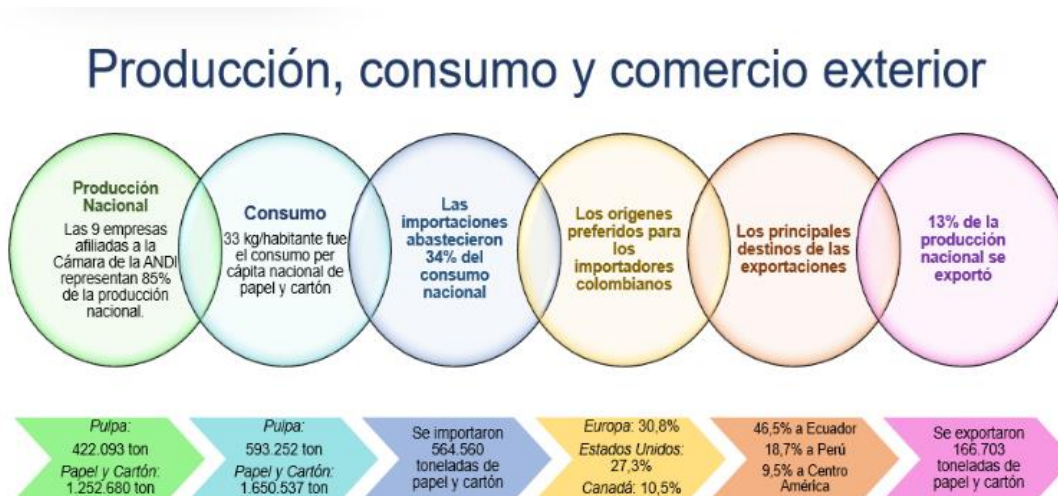 Producción, consumo y comercio exterior
Producción
Nacional
Las 9 empresas
afiliadas a la
Cámara de la ANDI
representan 85%
de la producción
nacional.
Consumo
33 kg/habitante fue
el consumo per
cápita nacional de
papel y cartón
Las
importaciones
abastecieron
34% del
consumo
nacional
Los orígenes
preferidos para
los
importadores
colombianos
Los principales
destinos de las
exportaciones
13% de la
producción
nacional se
exportó
Pulpa:
422.093 ton
Papel y Cartón:
1.252.680 ton
Pulpa:
593.252 ton
Papel y Cartón:
1.650.537 ton
Se importaron
564.560
toneladas de
papel y cartón
Europa: 30,8%
Estados Unidos:
27,3%
Canadá: 10,5%
46,5% a Ecuador
18,7% a Perú
9,5% a Centro
América
Se exportaron
166.703
toneladas de
papel y cartón